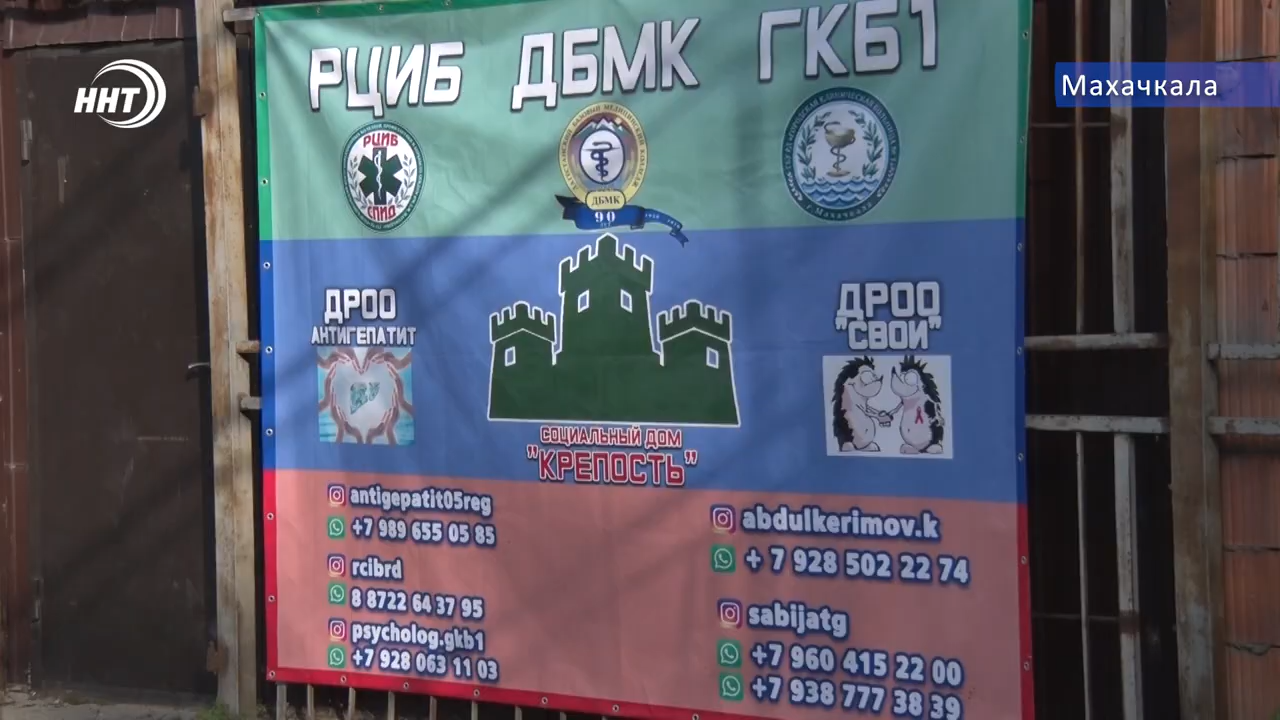 ННТ
Махачкала
РЦИБ ДБМК ГКБ1
РЦИБ
СПИД
ДБМК
90
г. Махачкала
ДРОО
АНТИГЕПАТИТ
ДРОО
"СВОИ"
СОЦИАЛЬНЫЙ ДОМ
"КРЕПОСТЬ"
antigepatit05reg
+7 989 655 05 85
rcibrd
8 8722 64 37 95
psycholog.gkb1
+7 928 063 11 03
abdulkerimov.k
+ 7 928 502 22 74
sabijatg
+7 960 415 22 00
+7 938 777 38 39